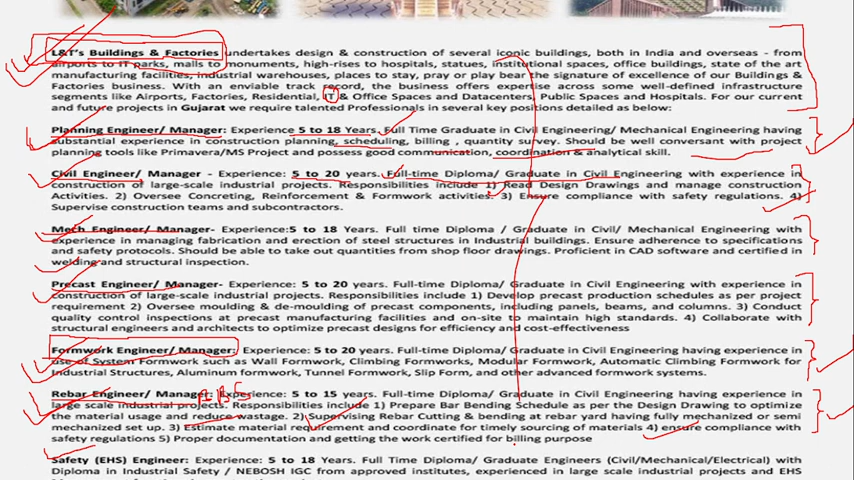 L&T's Buildings & Factories undertakes design & construction of several iconic buildings, both in India and overseas - from
airports to IT parks, malls to monuments, high-rises to hospitals, statues, institutional spaces, office buildings, state of the art
manufacturing facilities, industrial warehouses, places to stay, pray or play bear the signature of excellence of our Buildings &
Factories business. With an enviable track record, the business offers expertise across some well-defined infrastructure
segments like Airports, Factories, Residential, IT & Office Spaces and Datacenters, Public Spaces and Hospitals. For our current
and future projects in Gujarat we require talented Professionals in several key positions detailed as below:
Planning Engineer/ Manager: Experience 5 to 18 Years. Full Time Graduate in Civil Engineering/ Mechanical Engineering having
substantial experience in construction planning, scheduling, billing , quantity survey. Should be well conversant with project
planning tools like Primavera/MS Project and possess good communication, coordination & analytical skill.
Civil Engineer/ Manager - Experience: 5 to 20 years. Full-time Diploma/ Graduate in Civil Engineering with experience in
construction of large-scale industrial projects. Responsibilities include 1) Read Design Drawings and manage construction
Activities. 2) Oversee Concreting, Reinforcement & Formwork activities. 3) Ensure compliance with safety regulations. 4)
Supervise construction teams and subcontractors.
Mech Engineer/ Manager- Experience:5 to 18 Years. Full time Diploma / Graduate in Civil/ Mechanical Engineering with
experience in managing fabrication and erection of steel structures in Industrial buildings. Ensure adherence to specifications
and safety protocols. Should be able to take out quantities from shop floor drawings. Proficient in CAD software and certified in
welding and structural inspection.
Precast Engineer/ Manager- Experience: 5 to 20 years. Full-time Diploma/ Graduate in Civil Engineering with experience in
construction of large-scale industrial projects. Responsibilities include 1) Develop precast production schedules as per project
requirement 2) Oversee moulding & de-moulding of precast components, including panels, beams, and columns. 3) Conduct
quality control inspections at precast manufacturing facilities and on-site to maintain high standards. 4) Collaborate with
structural engineers and architects to optimize precast designs for efficiency and cost-effectiveness
Formwork Engineer/ Manager: Experience: 5 to 20 years. Full-time Diploma/ Graduate in Civil Engineering having experience in
use of System Formwork such as Wall Formwork, Climbing Formworks, Modular Formwork, Automatic Climbing Formwork for
Industrial Structures, Aluminum formwork, Tunnel Formwork, Slip Form, and other advanced formwork systems.
BBS
Rebar Engineer/ Manager: Experience: 5 to 15 years. Full-time Diploma/ Graduate in Civil Engineering having experience in
large scale industrial projects. Responsibilities include 1) Prepare Bar Bending Schedule as per the Design Drawing to optimize
the material usage and reduce wastage. 2) Supervising Rebar Cutting & bending at rebar yard having fully mechanized or semi
mechanized set up. 3) Estimate material requirement and coordinate for timely sourcing of materials 4) ensure compliance with
safety regulations 5) Proper documentation and getting the work certified for billing purpose
Safety (EHS) Engineer: Experience: 5 to 18 years. Full-time Diploma/ Graduate Engineers (Civil/Mechanical/Electrical) with
Diploma in Industrial Safety / NEBOSH IGC from approved institutes, experienced in large scale industrial projects and EHS